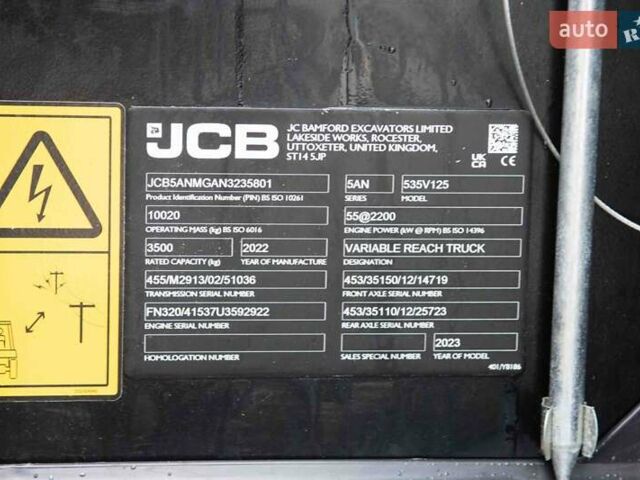 auto
JCB
JC BAMFORD EXCAVATORS LIMITED
LAKESIDE WORKS, ROCESTER,
UTTOXETER, UNITED KINGDOM,
ST14 5JP
UK
CA
CE
JCB5ANMGAN3235801
Product Identification Number (PIN) BS ISO 10261
5AN
SERIES
535V125
MODEL
10020
OPERATING MASS (kg) BS ISO 6016
55@2200
ENGINE POWER (kW @ RPM) BS ISO 14396
3500
RATED CAPACITY (kg)
2022
YEAR OF MANUFACTURE
VARIABLE REACH TRUCK
DESIGNATION
455/M2913/02/51036
TRANSMISSION SERIAL NUMBER
453/35150/12/14719
FRONT AXLE SERIAL NUMBER
FN320/41537U3592922
ENGINE SERIAL NUMBER
453/35110/12/25723
REAR AXLE SERIAL NUMBER
HOMOLOGATION NUMBER
SALES SPECIAL NUMBER
2023
YEAR OF MODEL
401/Y8186